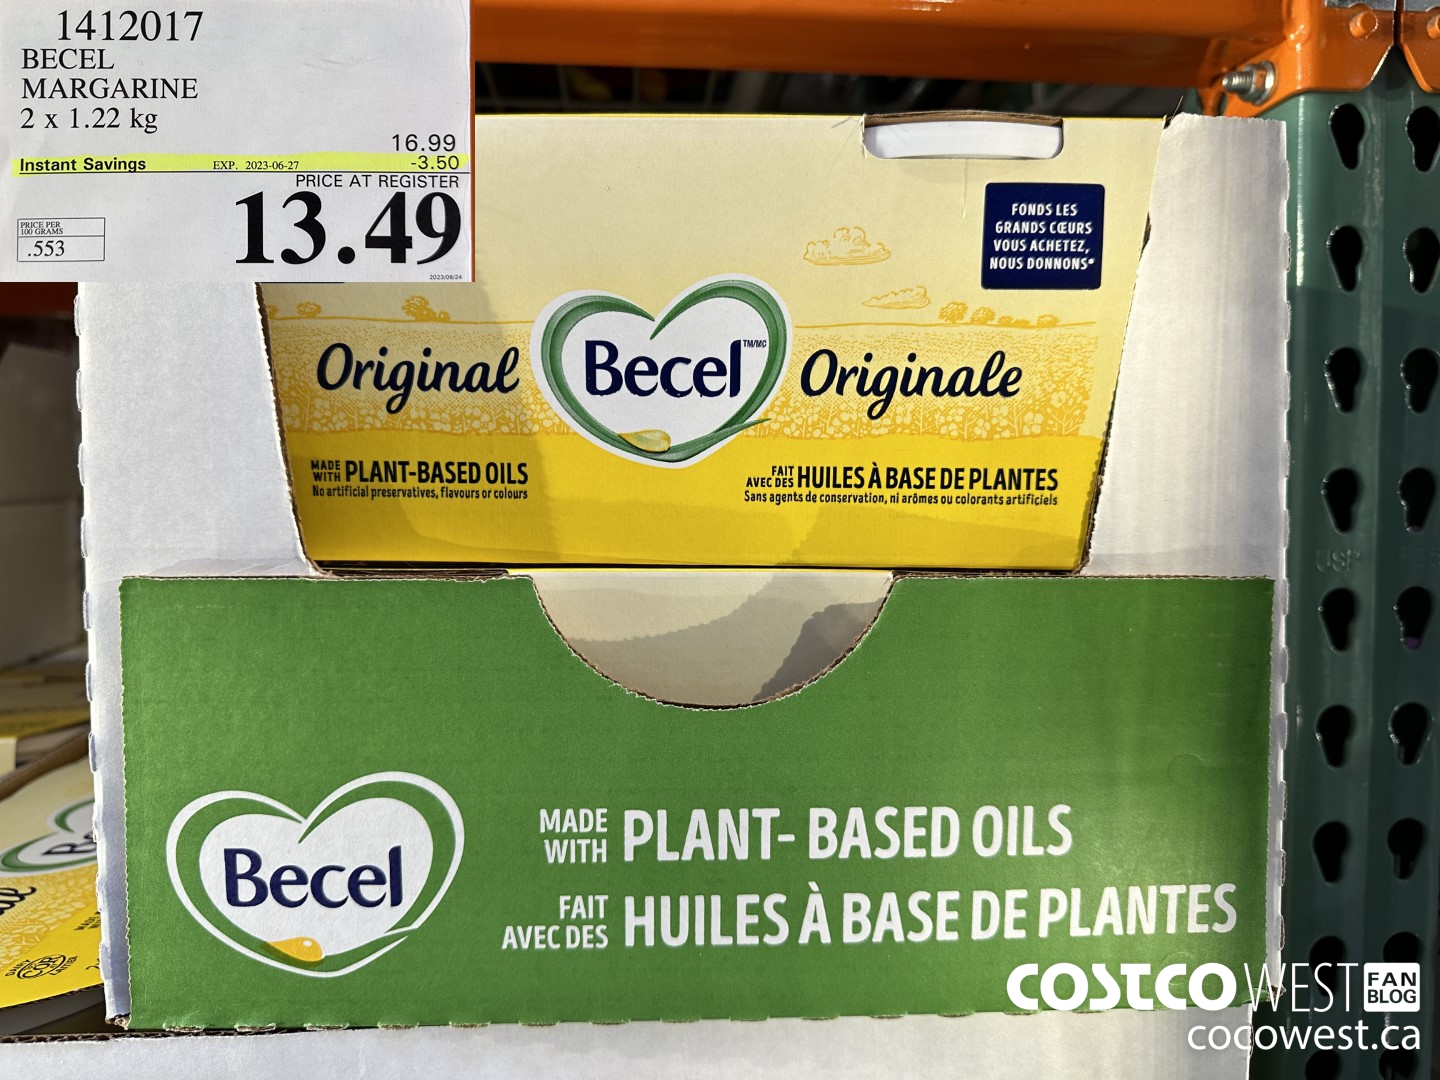 1412017
BECEL
MARGARINE
2 x 1.22 kg
16.99
Instant Savings EXP. 2023-06-27 -3.50
PRICE AT REGISTER
13.49
PRICE PER
100 GRAMS
.553
2023/06/24
FONDS LES
GRANDS CŒURS
VOUS ACHETEZ,
NOUS DONNONS*
Original Becel TM/MC Originale
MADE
WITH PLANT-BASED OILS
No artificial preservatives, flavours or colours
FAIT
AVEC DES HUILES À BASE DE PLANTES
Sans agents de conservation, ni arômes ou colorants artificiels
Becel
MADE
WITH PLANT- BASED OILS
FAIT
AVEC DES HUILES À BASE DE PLANTES
COSTCO WEST FAN
BLOG
cocowest.ca